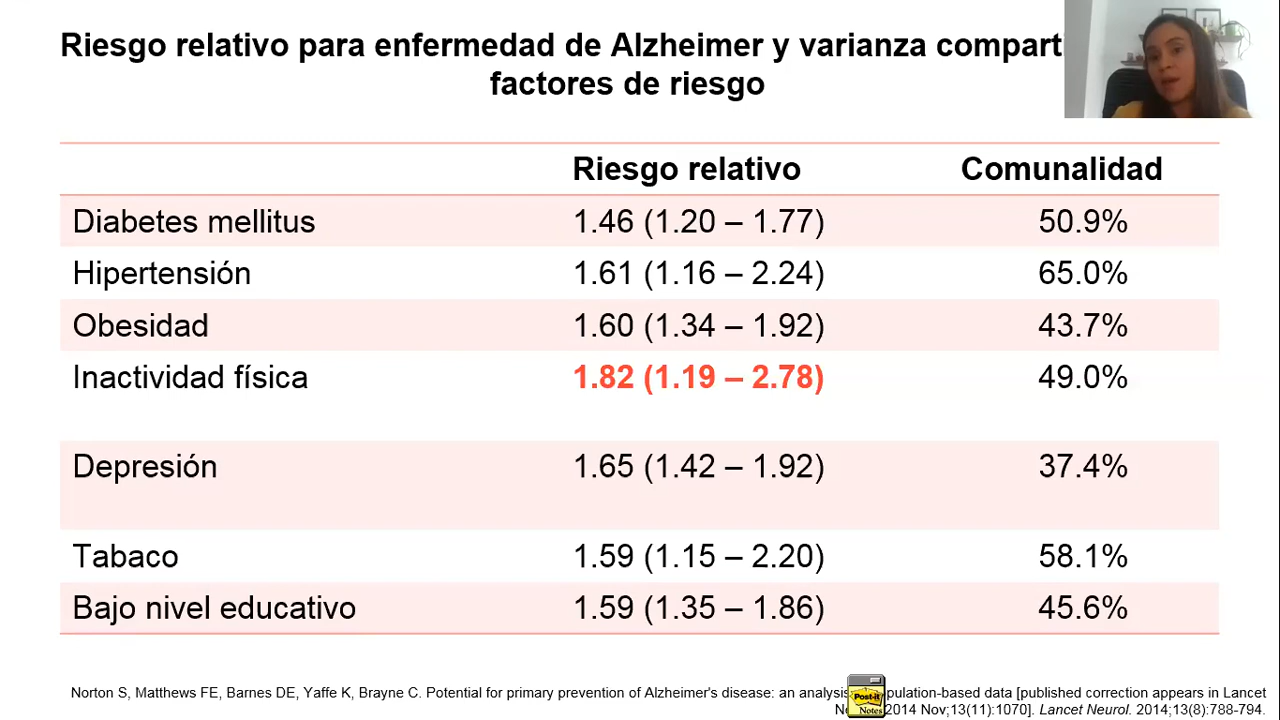 Riesgo relativo para enfermedad de Alzheimer y varianza
factores de riesgo
Riesgo relativo Comunalidad
Diabetes mellitus 1.46 (1.20 – 1.77) 50.9%
Hipertensión 1.61 (1.16 – 2.24) 65.0%
Obesidad 1.60 (1.34 – 1.92) 43.7%
Inactividad física 1.82 (1.19 – 2.78) 49.0%
Depresión 1.65 (1.42 – 1.92) 37.4%
Tabaco 1.59 (1.15 – 2.20) 58.1%
Bajo nivel educativo 1.59 (1.35 – 1.86) 45.6%
Norton S, Matthews FE, Barnes DE, Yaffe K, Brayne C. Potential for primary prevention of Alzheimer's disease: an analysis [published correction appears in Lancet
2014 Nov;13(11):1070]. Lancet Neurol. 2014;13(8):788-794.
Post-it
Notes